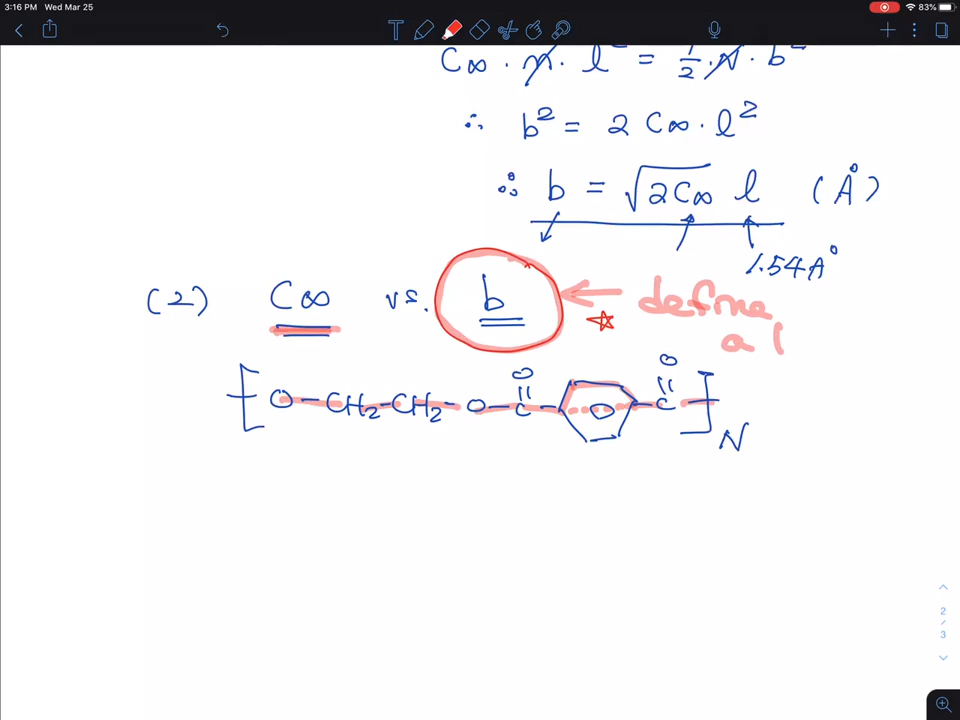 3:16 PM Wed Mar 25 83%
C∞ · n · l² = 1/2 · N · b²
∴ b² = 2 C∞ · l²
∴ b = √2C∞ l (Å)
1.54 Å
(2) C∞ vs. b ← define
a l
[ O – CH₂ – CH₂ – O – C – – C ]N
O O
2
/
3